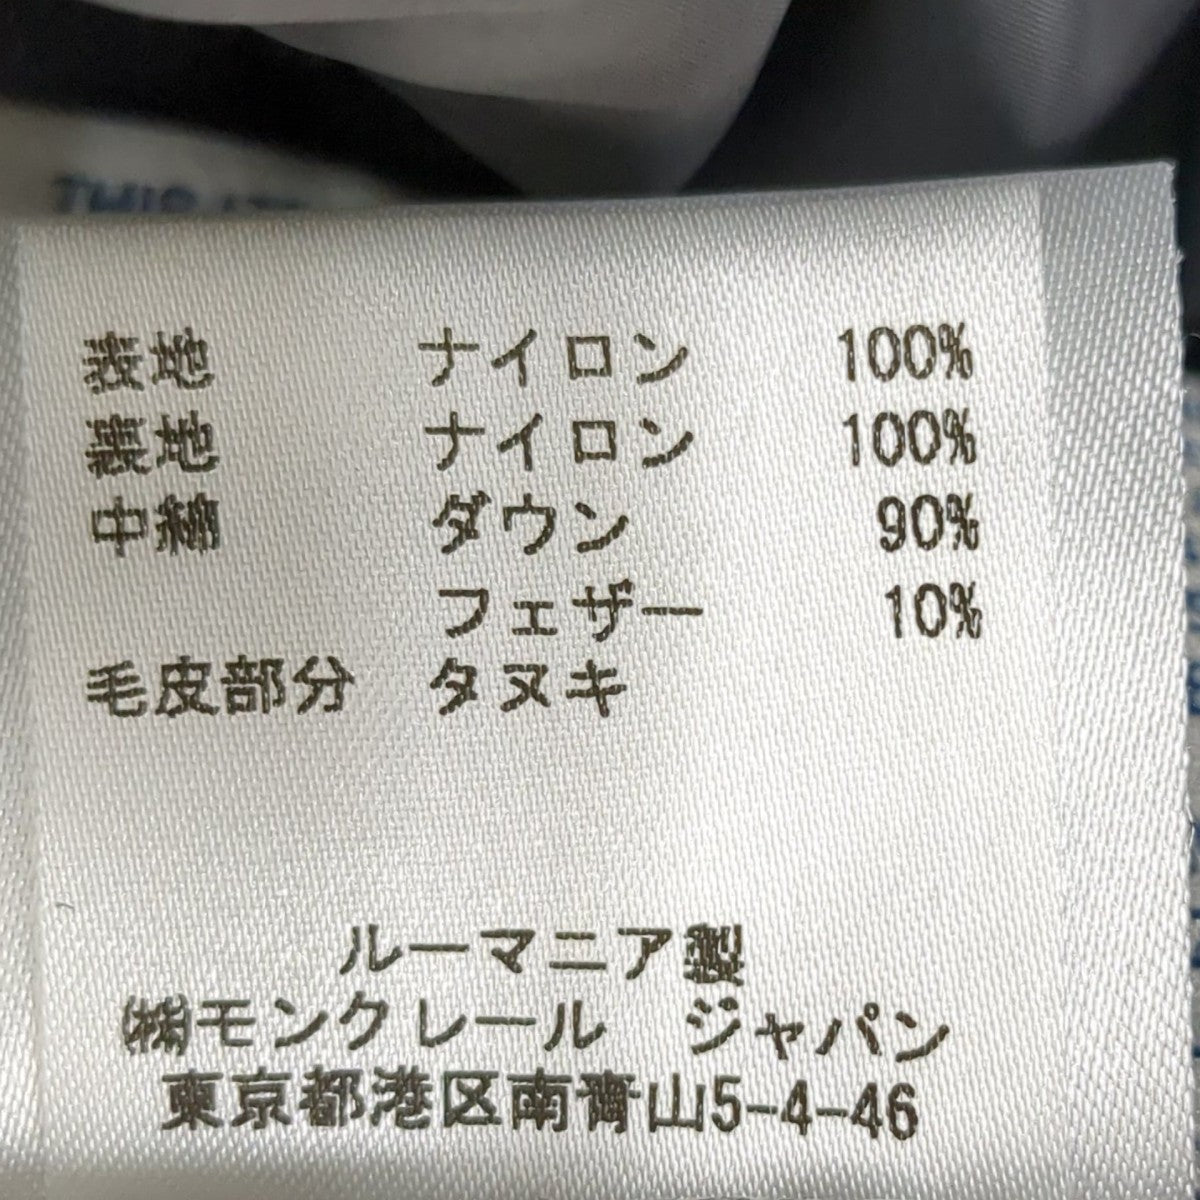 表地 ナイロン 100%
裏地 ナイロン 100%
中綿 ダウン 90%
フェザー 10%
毛皮部分 タヌキ
ルーマニア製
㈱モンクレール ジャパン
東京都港区南青山5-4-46